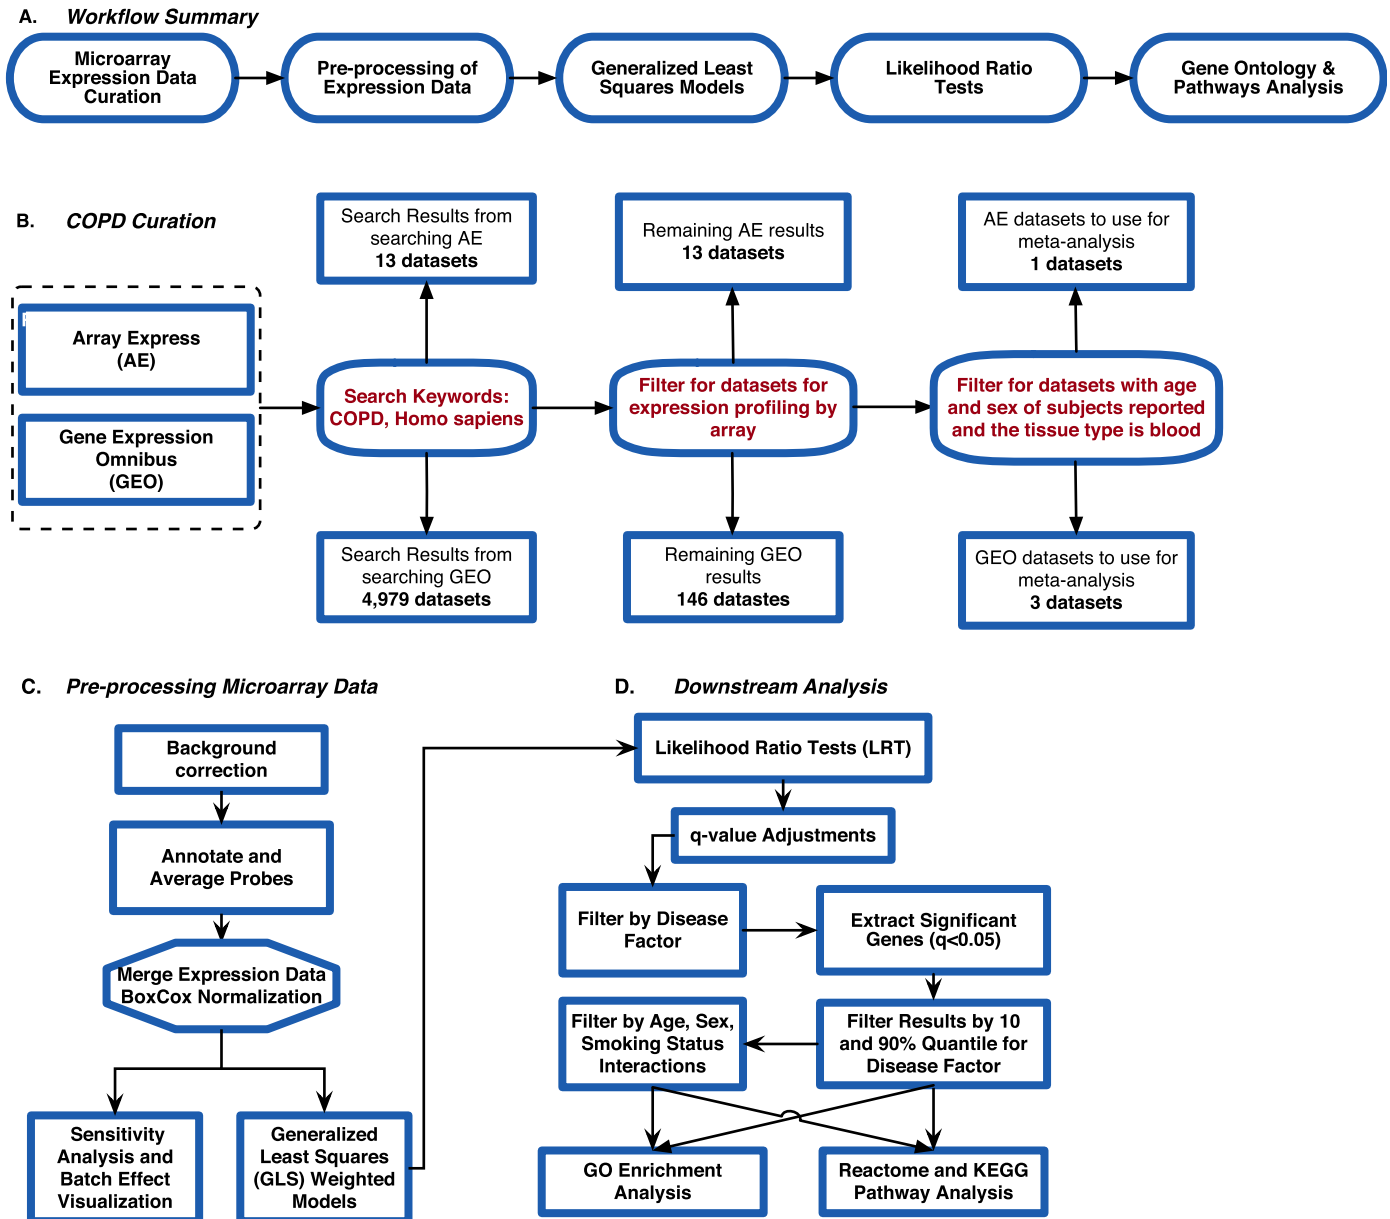 A. Workflow Summary
Microarray
Expression Data
Curation
Pre-processing of
Expression Data
Generalized Least
Squares Models
Likelihood Ratio
Tests
Gene Ontology &
Pathways Analysis
B. COPD Curation
Array Express
(AE)
Gene Expression
Omnibus
(GEO)
Search Results from
searching AE
13 datasets
Search Keywords:
COPD, Homo sapiens
Search Results from
searching GEO
4,979 datasets
Remaining AE results
13 datasets
Filter for datasets for
expression profiling by
array
Remaining GEO
results
146 datastes
AE datasets to use for
meta-analysis
1 datasets
Filter for datasets with age
and sex of subjects reported
and the tissue type is blood
GEO datasets to use for
meta-analysis
3 datasets
C. Pre-processing Microarray Data
Background
correction
Annotate and
Average Probes
Merge Expression Data
BoxCox Normalization
Sensitivity
Analysis and
Batch Effect
Visualization
Generalized
Least Squares
(GLS) Weighted
Models
D. Downstream Analysis
Likelihood Ratio Tests (LRT)
q-value Adjustments
Filter by Disease
Factor
Extract Significant
Genes (q<0.05)
Filter Results by 10
and 90% Quantile for
Disease Factor
Filter by Age, Sex,
Smoking Status
Interactions
GO Enrichment
Analysis
Reactome and KEGG
Pathway Analysis